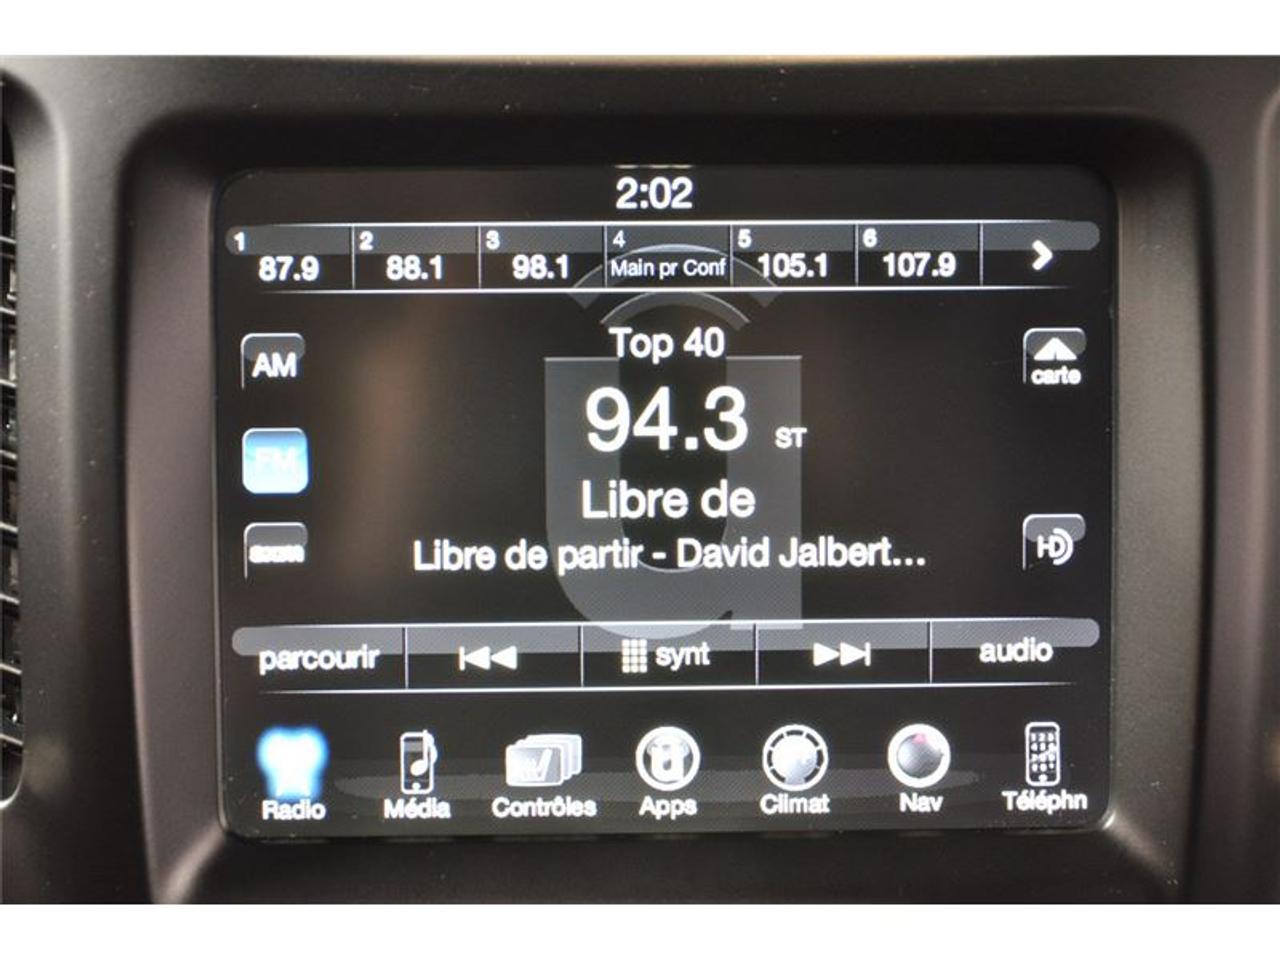 2:02
1 87.9 2 88.1 3 98.1 4 Main pr Conf 5 105.1 6 107.9
Top 40
AM
carte
94.3 ST
FM
Libre de
Libre de partir - David Jalbert...
HD
parcourir synt audio
Radio Média Contrôles Apps Climat Nav Téléphn